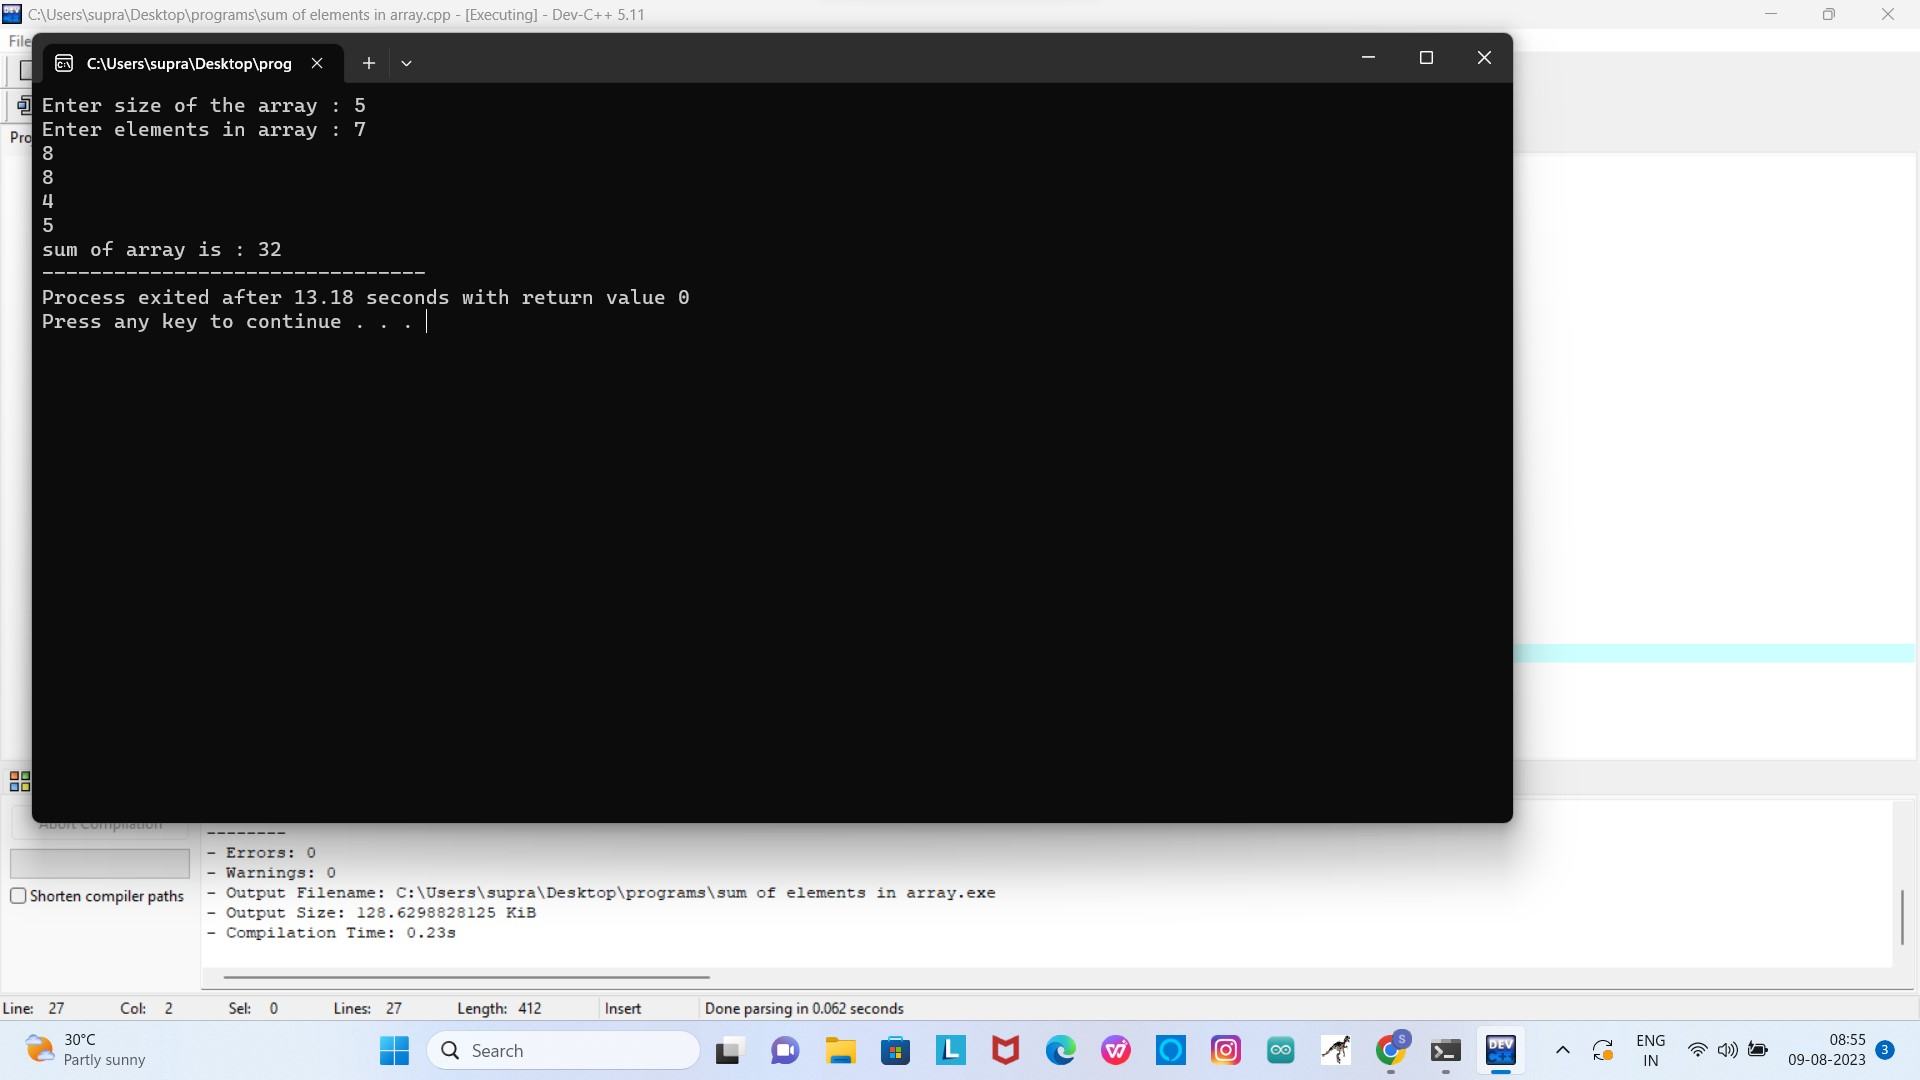 C:\Users\supra\Desktop\programs\sum of elements in array.cpp - [Executing] - Dev-C++ 5.11
File
C:\Users\supra\Desktop\prog
Enter size of the array : 5
Enter elements in array : 7
8
8
4
5
sum of array is : 32
--------------------------------
Process exited after 13.18 seconds with return value 0
Press any key to continue . . .
Abort Compilation
Shorten compiler paths
--------
- Errors: 0
- Warnings: 0
- Output Filename: C:\Users\supra\Desktop\programs\sum of elements in array.exe
- Output Size: 128.6298828125 KiB
- Compilation Time: 0.23s
Line: 27 Col: 2 Sel: 0 Lines: 27 Length: 412 Insert Done parsing in 0.062 seconds
30°C
Partly sunny
Search
L
S
DEV
C++
ENG
IN
08:55
09-08-2023
3